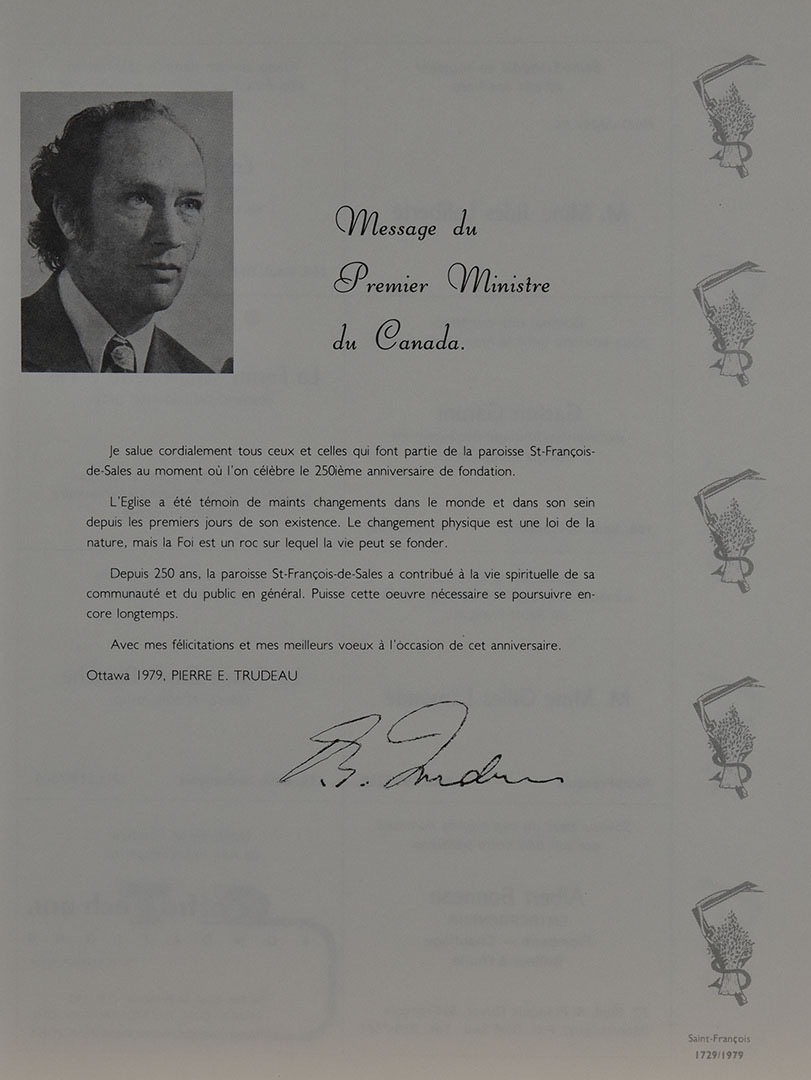 Message du
Premier Ministre
du Canada.
Je salue cordialement tous ceux et celles qui font partie de la paroisse St-François-
de-Sales au moment où l'on célèbre le 250ième anniversaire de fondation.
L'Eglise a été témoin de maints changements dans le monde et dans son sein
depuis les premiers jours de son existence. Le changement physique est une loi de la
nature, mais la Foi est un roc sur lequel la vie peut se fonder.
Depuis 250 ans, la paroisse St-François-de-Sales a contribué à la vie spirituelle de sa
communauté et du public en général. Puisse cette oeuvre nécessaire se poursuivre en-
core longtemps.
Avec mes félicitations et mes meilleurs voeux à l'occasion de cet anniversaire.
Ottawa 1979, PIERRE E. TRUDEAU
Saint-François
1729/1979